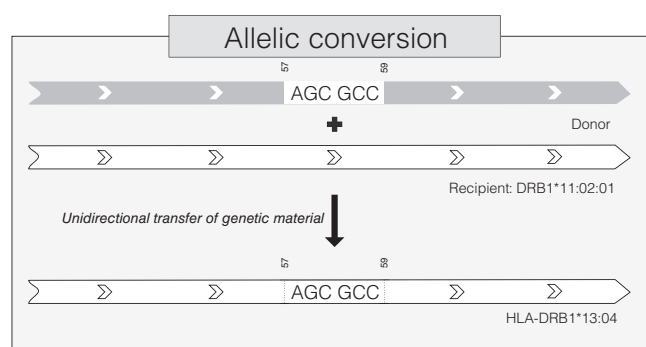 Allelic conversion
57 59
AGC GCC
Donor
Recipient: DRB1*11:02:01
Unidirectional transfer of genetic material
57 59
AGC GCC
HLA-DRB1*13:04